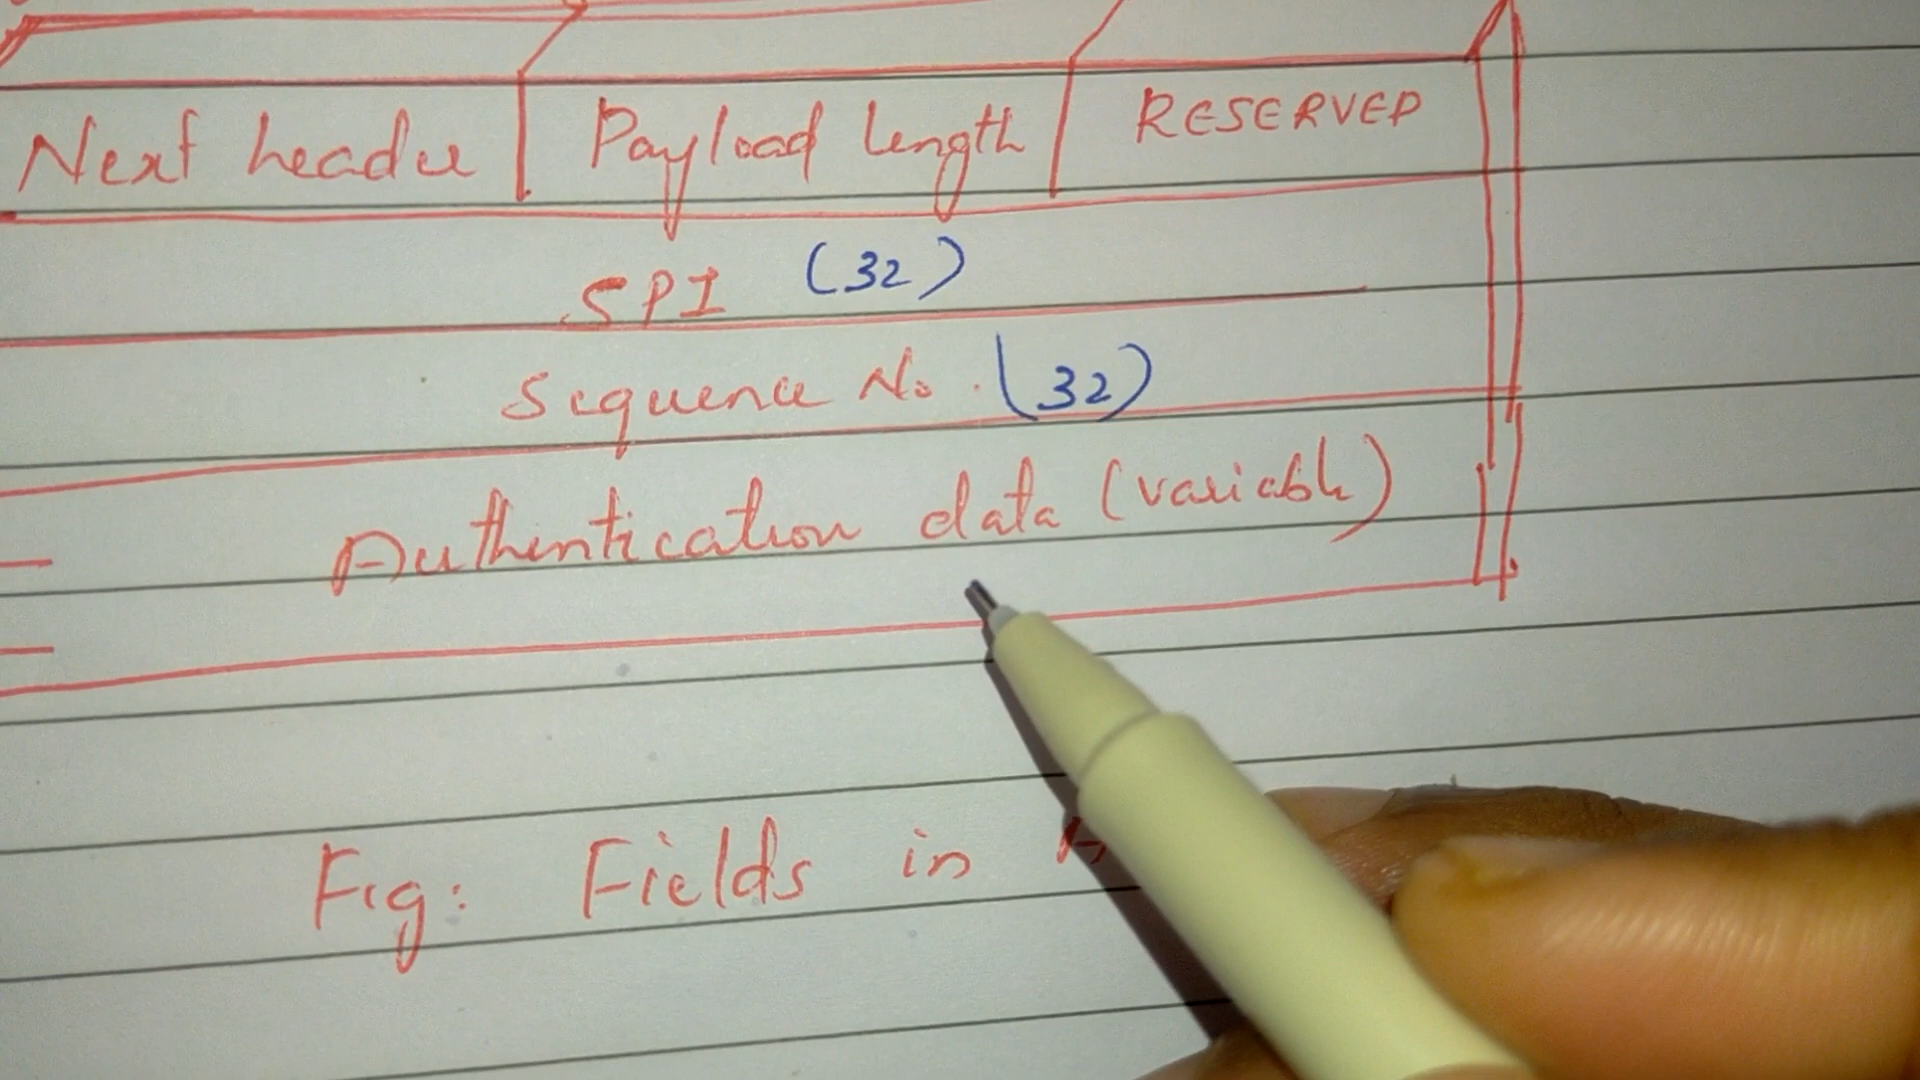 Next header Payload length RESERVED
SPI (32)
Sequence No. (32)
Authentication data (variable)
Fig: Fields in